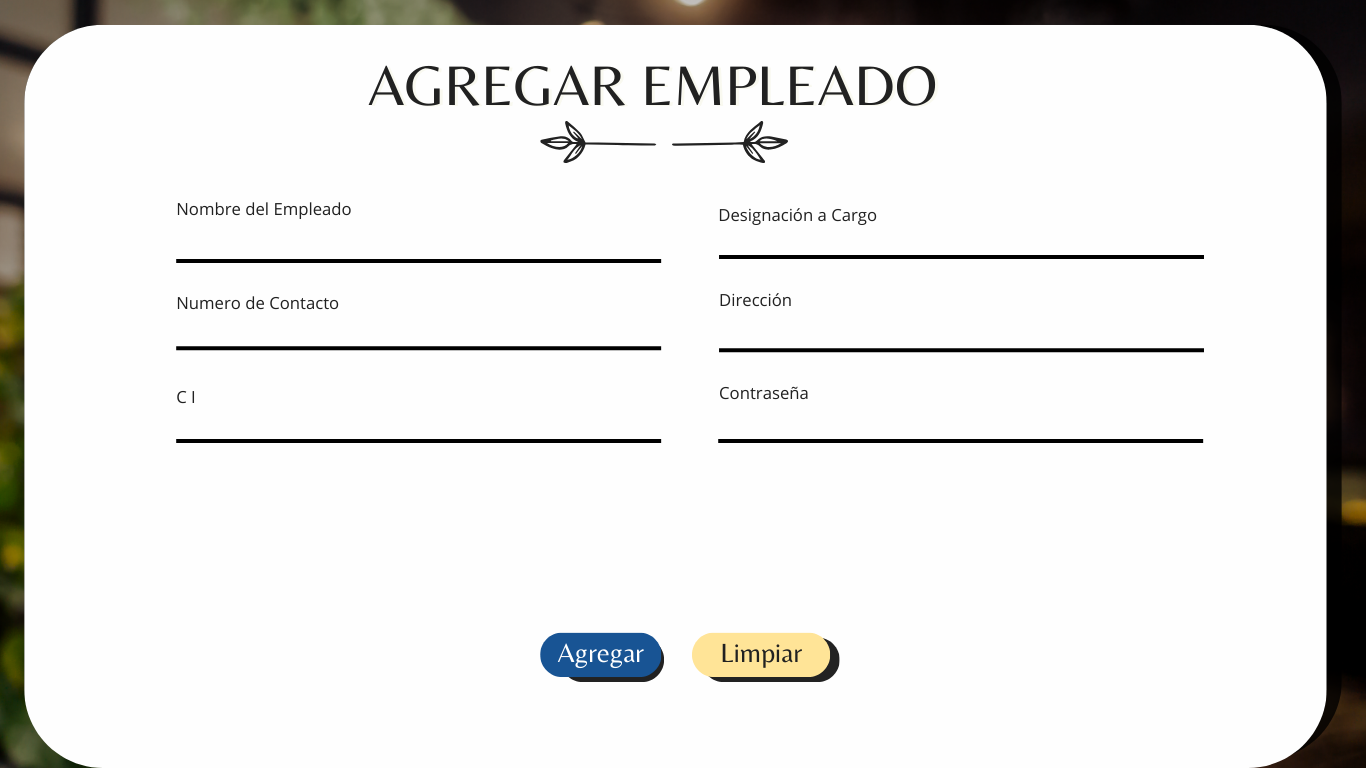 AGREGAR EMPLEADO
Nombre del Empleado
Designación a Cargo
Numero de Contacto
Dirección
C I
Contraseña
Agregar
Limpiar